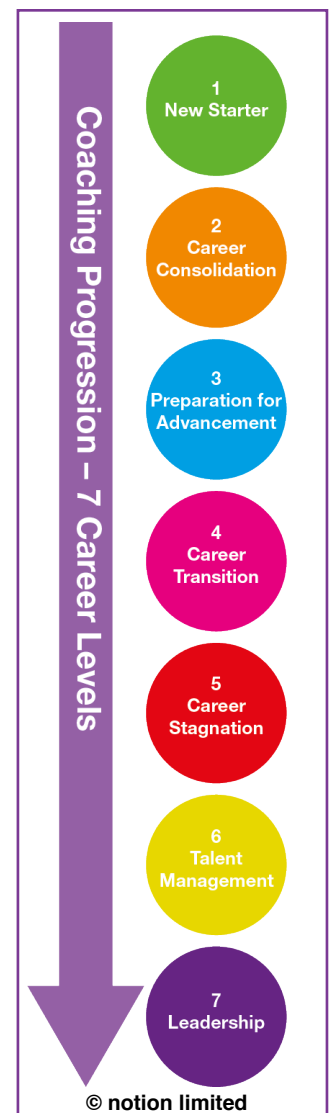 Coaching Progression – 7 Career Levels
1
New Starter
2
Career
Consolidation
3
Preparation for
Advancement
4
Career
Transition
5
Career
Stagnation
6
Talent
Management
7
Leadership
© notion limited